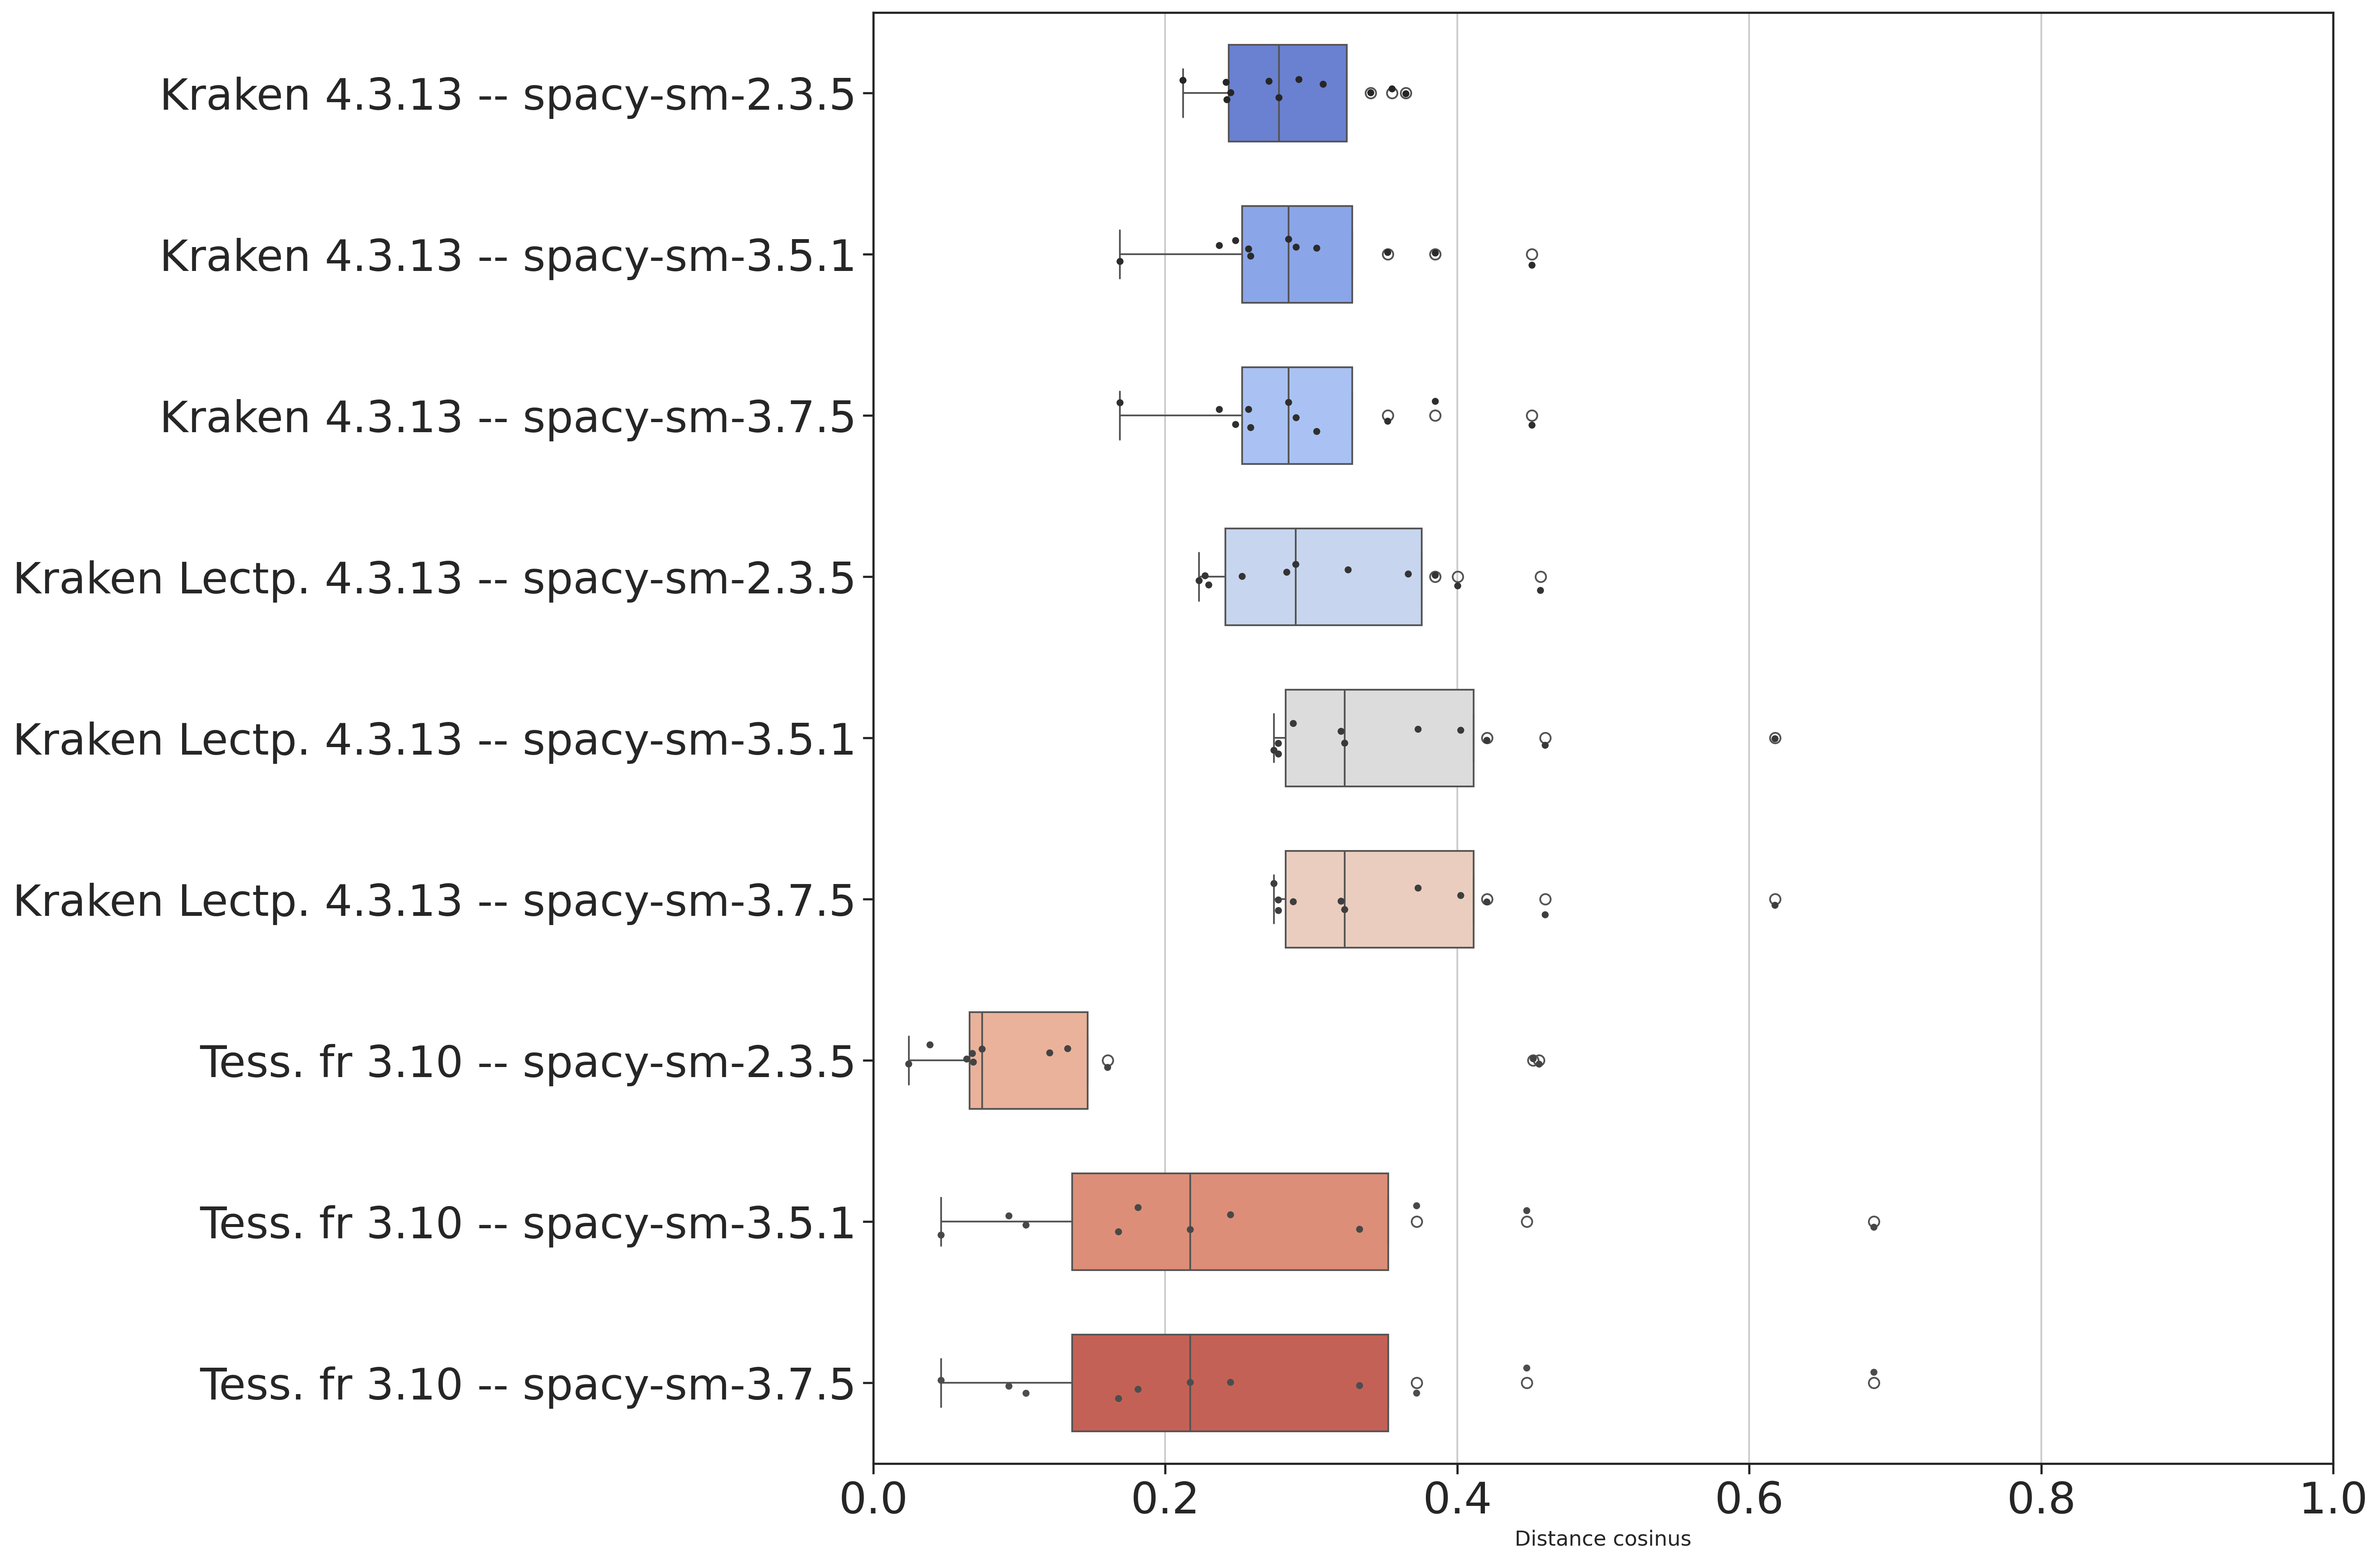 Kraken 4.3.13 -- spacy-sm-2.3.5
Kraken 4.3.13 -- spacy-sm-3.5.1
Kraken 4.3.13 -- spacy-sm-3.7.5
Kraken Lectp. 4.3.13 -- spacy-sm-2.3.5
Kraken Lectp. 4.3.13 -- spacy-sm-3.5.1
Kraken Lectp. 4.3.13 -- spacy-sm-3.7.5
Tess. fr 3.10 -- spacy-sm-2.3.5
Tess. fr 3.10 -- spacy-sm-3.5.1
Tess. fr 3.10 -- spacy-sm-3.7.5
0.0 0.2 0.4 0.6 0.8 1.0
Distance cosinus